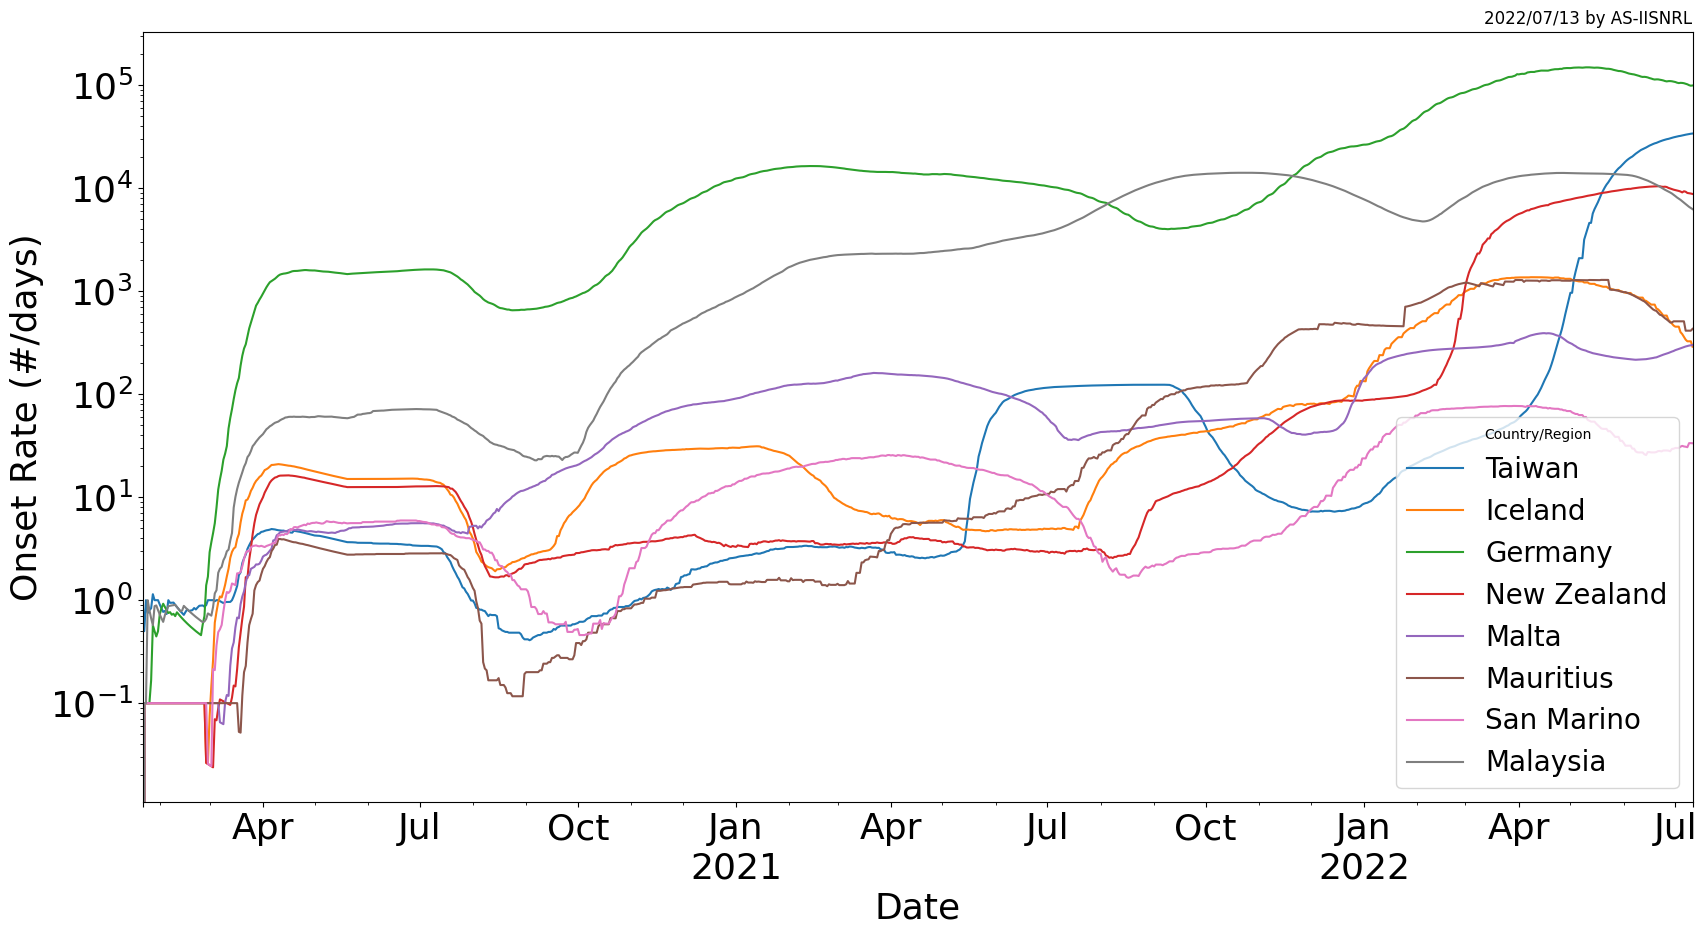 2022/07/13 by AS-IISNRL
Onset Rate (#/days)
10^5
10^4
10^3
10^2
10^1
10^0
10^−1
Country/Region
Taiwan
Iceland
Germany
New Zealand
Malta
Mauritius
San Marino
Malaysia
Apr Jul Oct Jan Apr Jul Oct Jan Apr Jul
2021 2022
Date